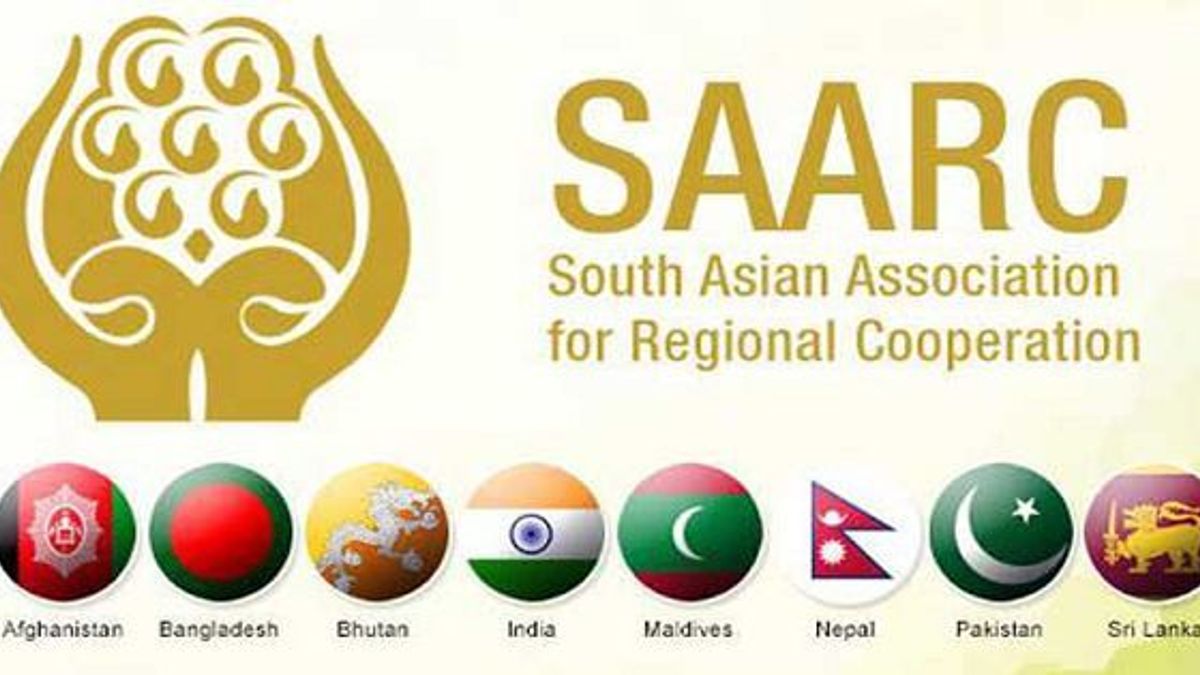 SAARC
South Asian Association
for Regional Cooperation
Afghanistan Bangladesh Bhutan India Maldives Nepal Pakistan Sri Lanka